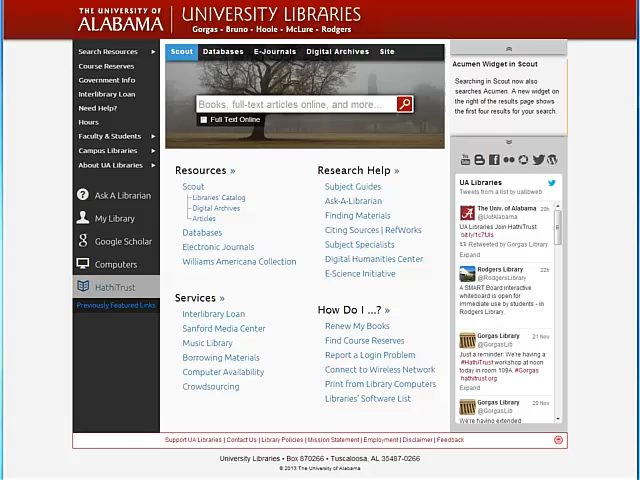 THE UNIVERSITY OF
ALABAMA
UNIVERSITY LIBRARIES
Gorgas - Bruno - Hoole - McLure - Rodgers
Search Resources
Course Reserves
Government Info
Interlibrary Loan
Need Help?
Hours
Faculty & Students
Campus Libraries
About UA Libraries
Ask A Librarian
My Library
Google Scholar
Computers
HathiTrust
Previously Featured Links
Scout Databases E-Journals Digital Archives Site
Books, full-text articles online, and more...
Full Text Online
Resources »
Scout
Libraries' Catalog
Digital Archives
Articles
Databases
Electronic Journals
Williams Americana Collection
Services »
Interlibrary Loan
Sanford Media Center
Music Library
Borrowing Materials
Computer Availability
Crowdsourcing
Research Help »
Subject Guides
Ask-A-Librarian
Finding Materials
Citing Sources | RefWorks
Subject Specialists
Digital Humanities Center
E-Science Initiative
How Do I ...? »
Renew My Books
Find Course Reserves
Report a Login Problem
Connect to Wireless Network
Print from Library Computers
Libraries' Software List
Acumen Widget in Scout
Searching in Scout now also
searches Acumen. A new widget on
the right of the results page shows
the first four results for your search.
UA Libraries
Tweets from a list by ualibweb
The Univ. of Alabama 20h
@UofAlabama
UA Libraries Join HathiTrust
bit.ly/1c7tUts
Retweeted by Gorgas Library
Expand
Rodgers Library 22h
@RodgersLibrary
A SMART Board interactive
whiteboard is open for
immediate use by students - in
Rodgers Library.
Gorgas Library 21 Nov
@GorgasLib
Just a reminder: We're having a
#HathiTrust workshop at noon
today in room 109A. #Gorgas
hathitrust.org
Expand
Gorgas Library 20 Nov
@GorgasLib
We're having extended
Support UA Libraries | Contact Us | Library Policies | Mission Statement | Employment | Disclaimer | Feedback
University Libraries • Box 870266 • Tuscaloosa, AL 35487-0266
© 2013 The University of Alabama